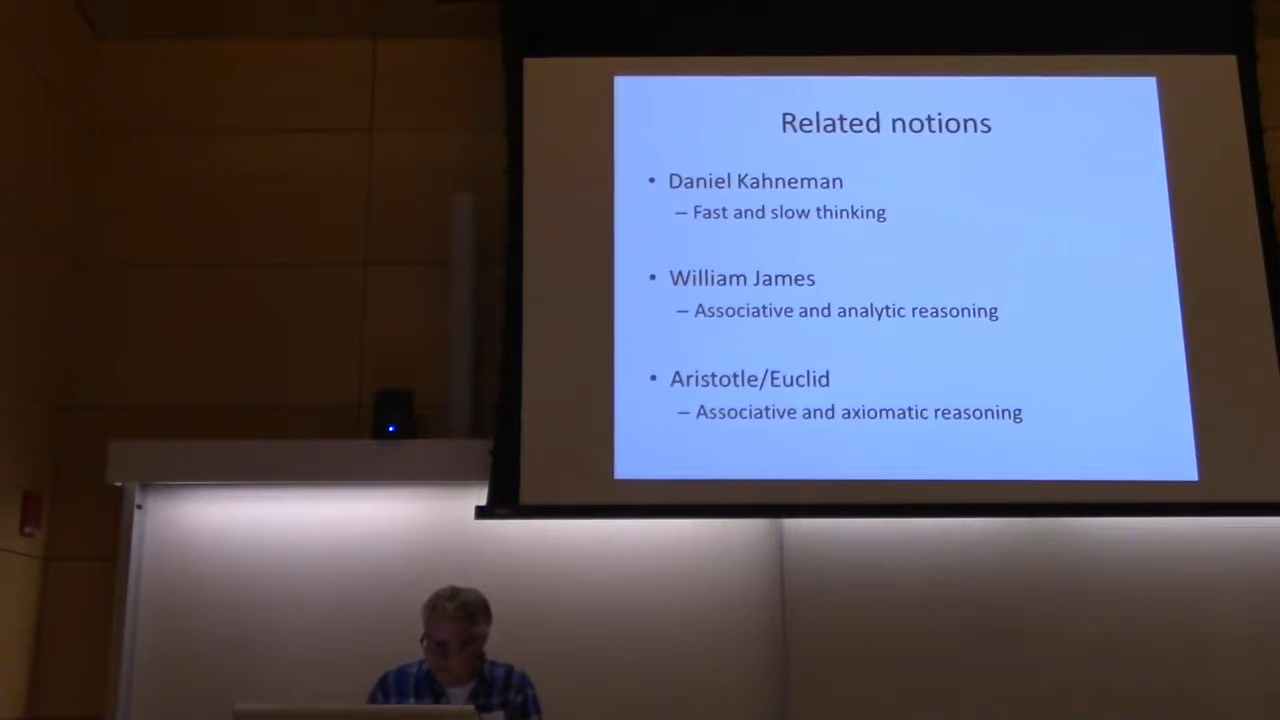 Related notions
• Daniel Kahneman
– Fast and slow thinking
• William James
– Associative and analytic reasoning
• Aristotle/Euclid
– Associative and axiomatic reasoning